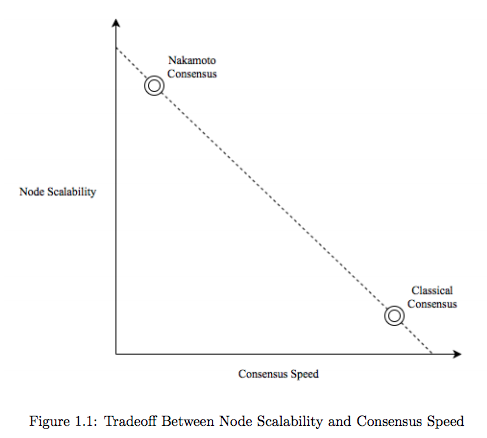 Nakamoto
Consensus
Node Scalability
Classical
Consensus
Consensus Speed
Figure 1.1: Tradeoff Between Node Scalability and Consensus Speed